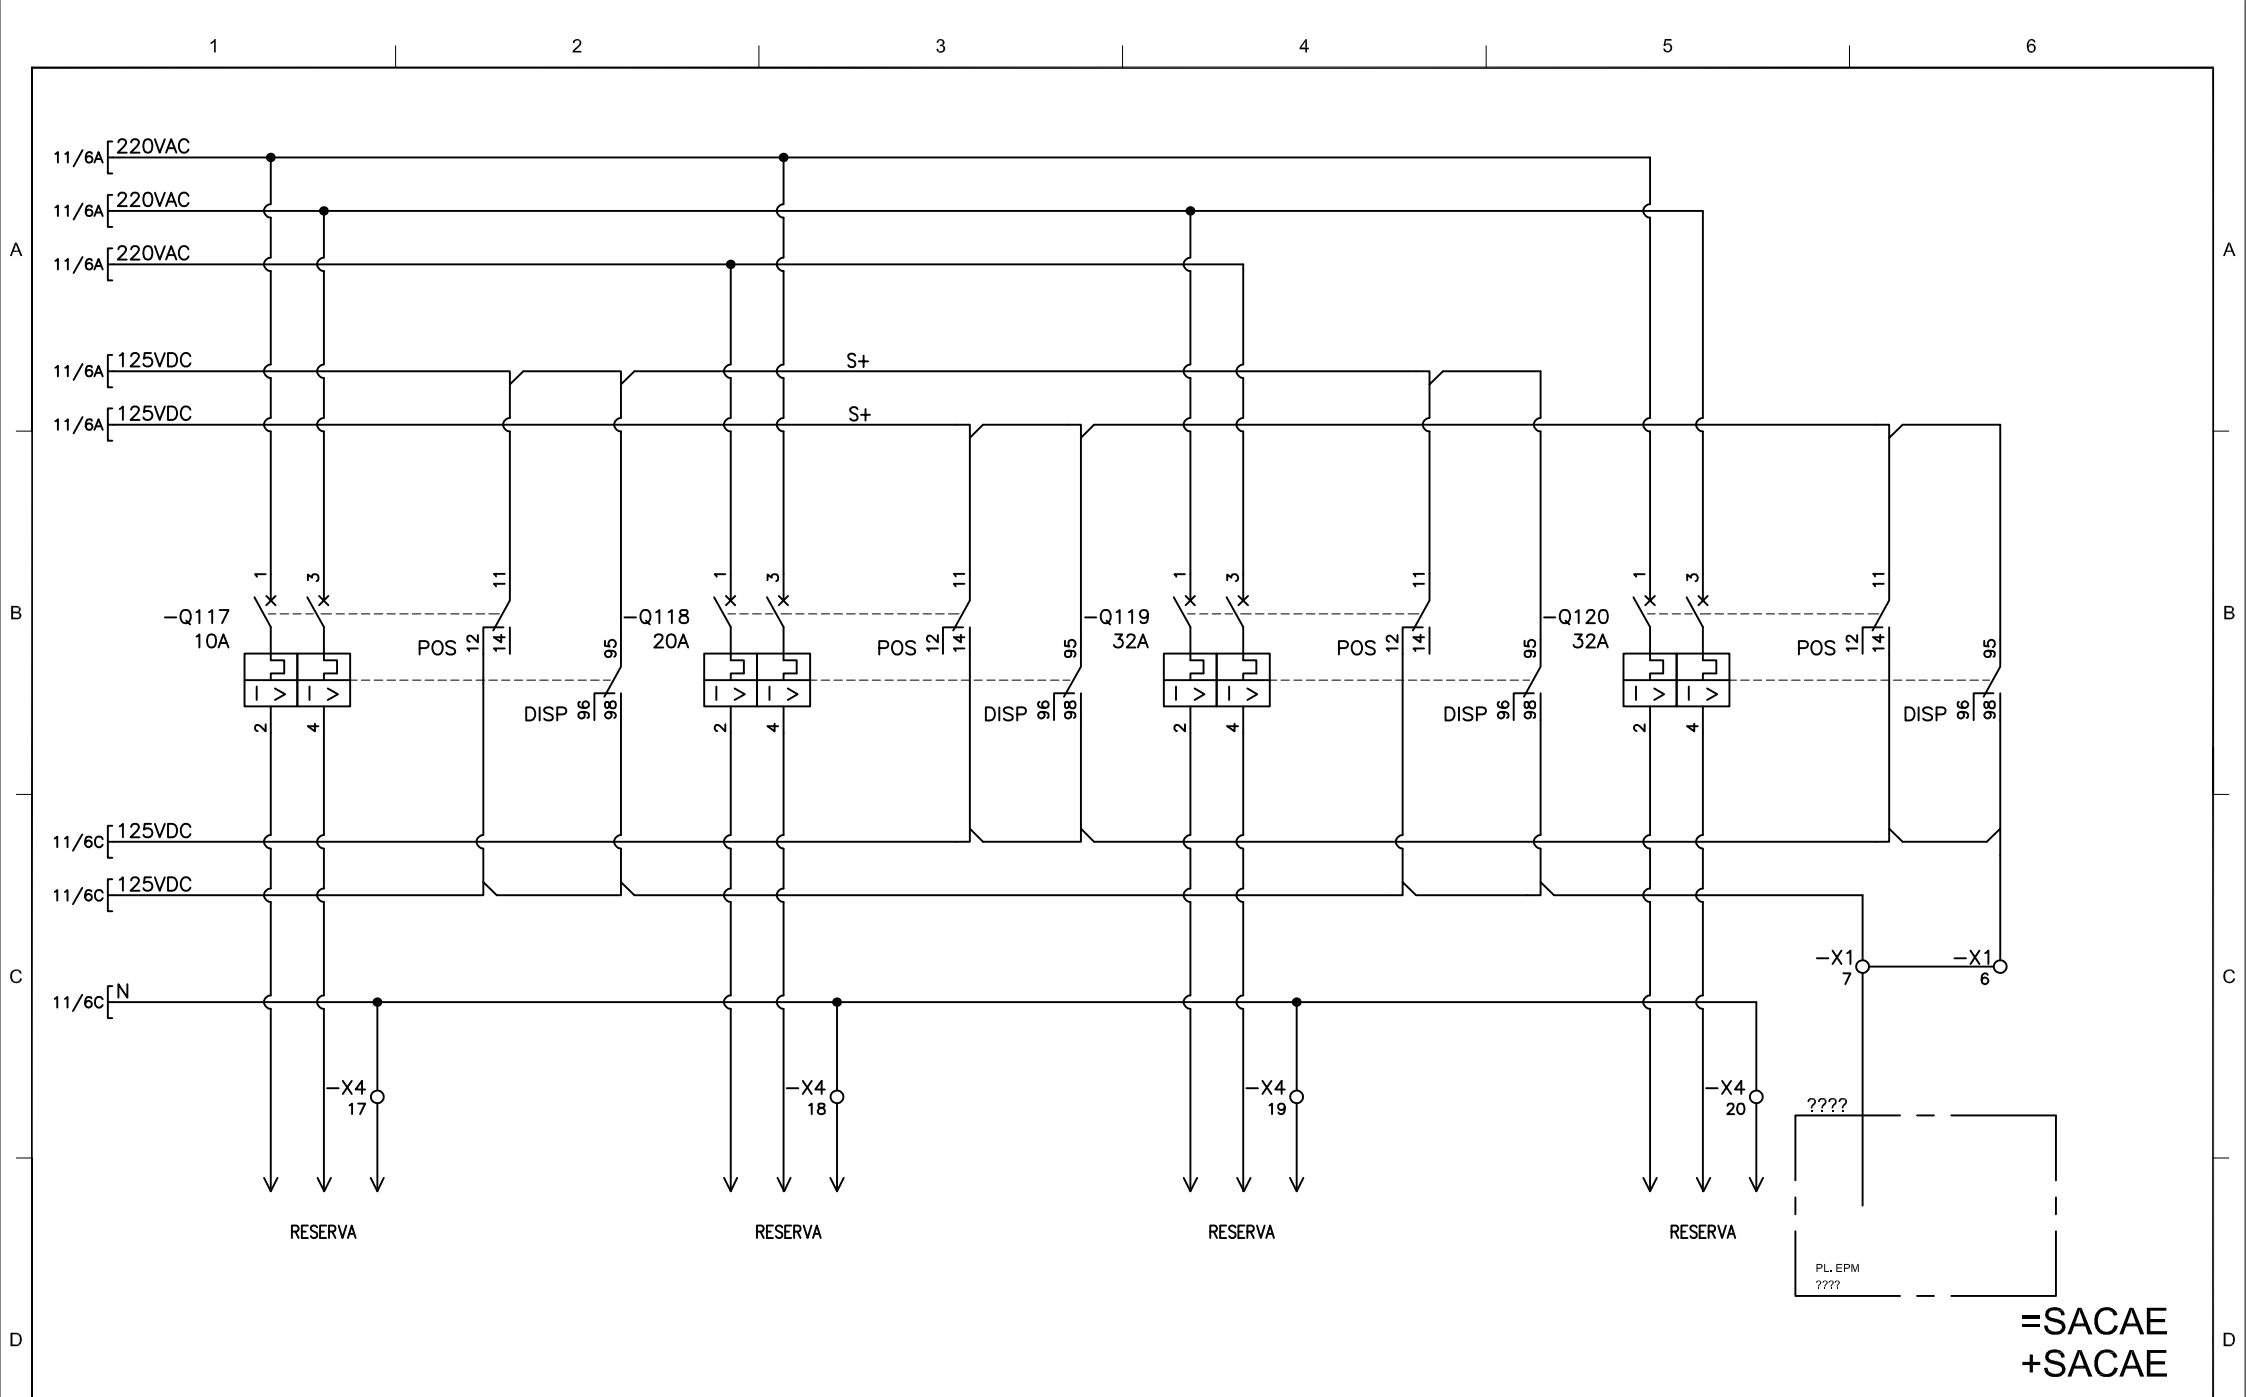 1 2 3 4 5 6
11/6A 220VAC
11/6A 220VAC
A A
11/6A 220VAC
11/6A 125VDC S+
11/6A 125VDC S+
1 3 11 1 3 11 1 3 11 1 3 11
B B
-Q117 -Q118 -Q119 -Q120
10A 20A 32A 32A
POS 12 14 95 POS 12 14 95 POS 12 14 95 POS 12 14 95
I > I > I > I > I > I > I > I >
DISP 96 98 DISP 96 98 DISP 96 98 DISP 96 98
2 4 2 4 2 4 2 4
11/6C 125VDC
11/6C 125VDC
-X1 -X1
7 6
C C
11/6C N
-X4 -X4 -X4 -X4
17 18 19 20
????
RESERVA RESERVA RESERVA RESERVA
PL. EPM
????
=SACAE
D D
+SACAE